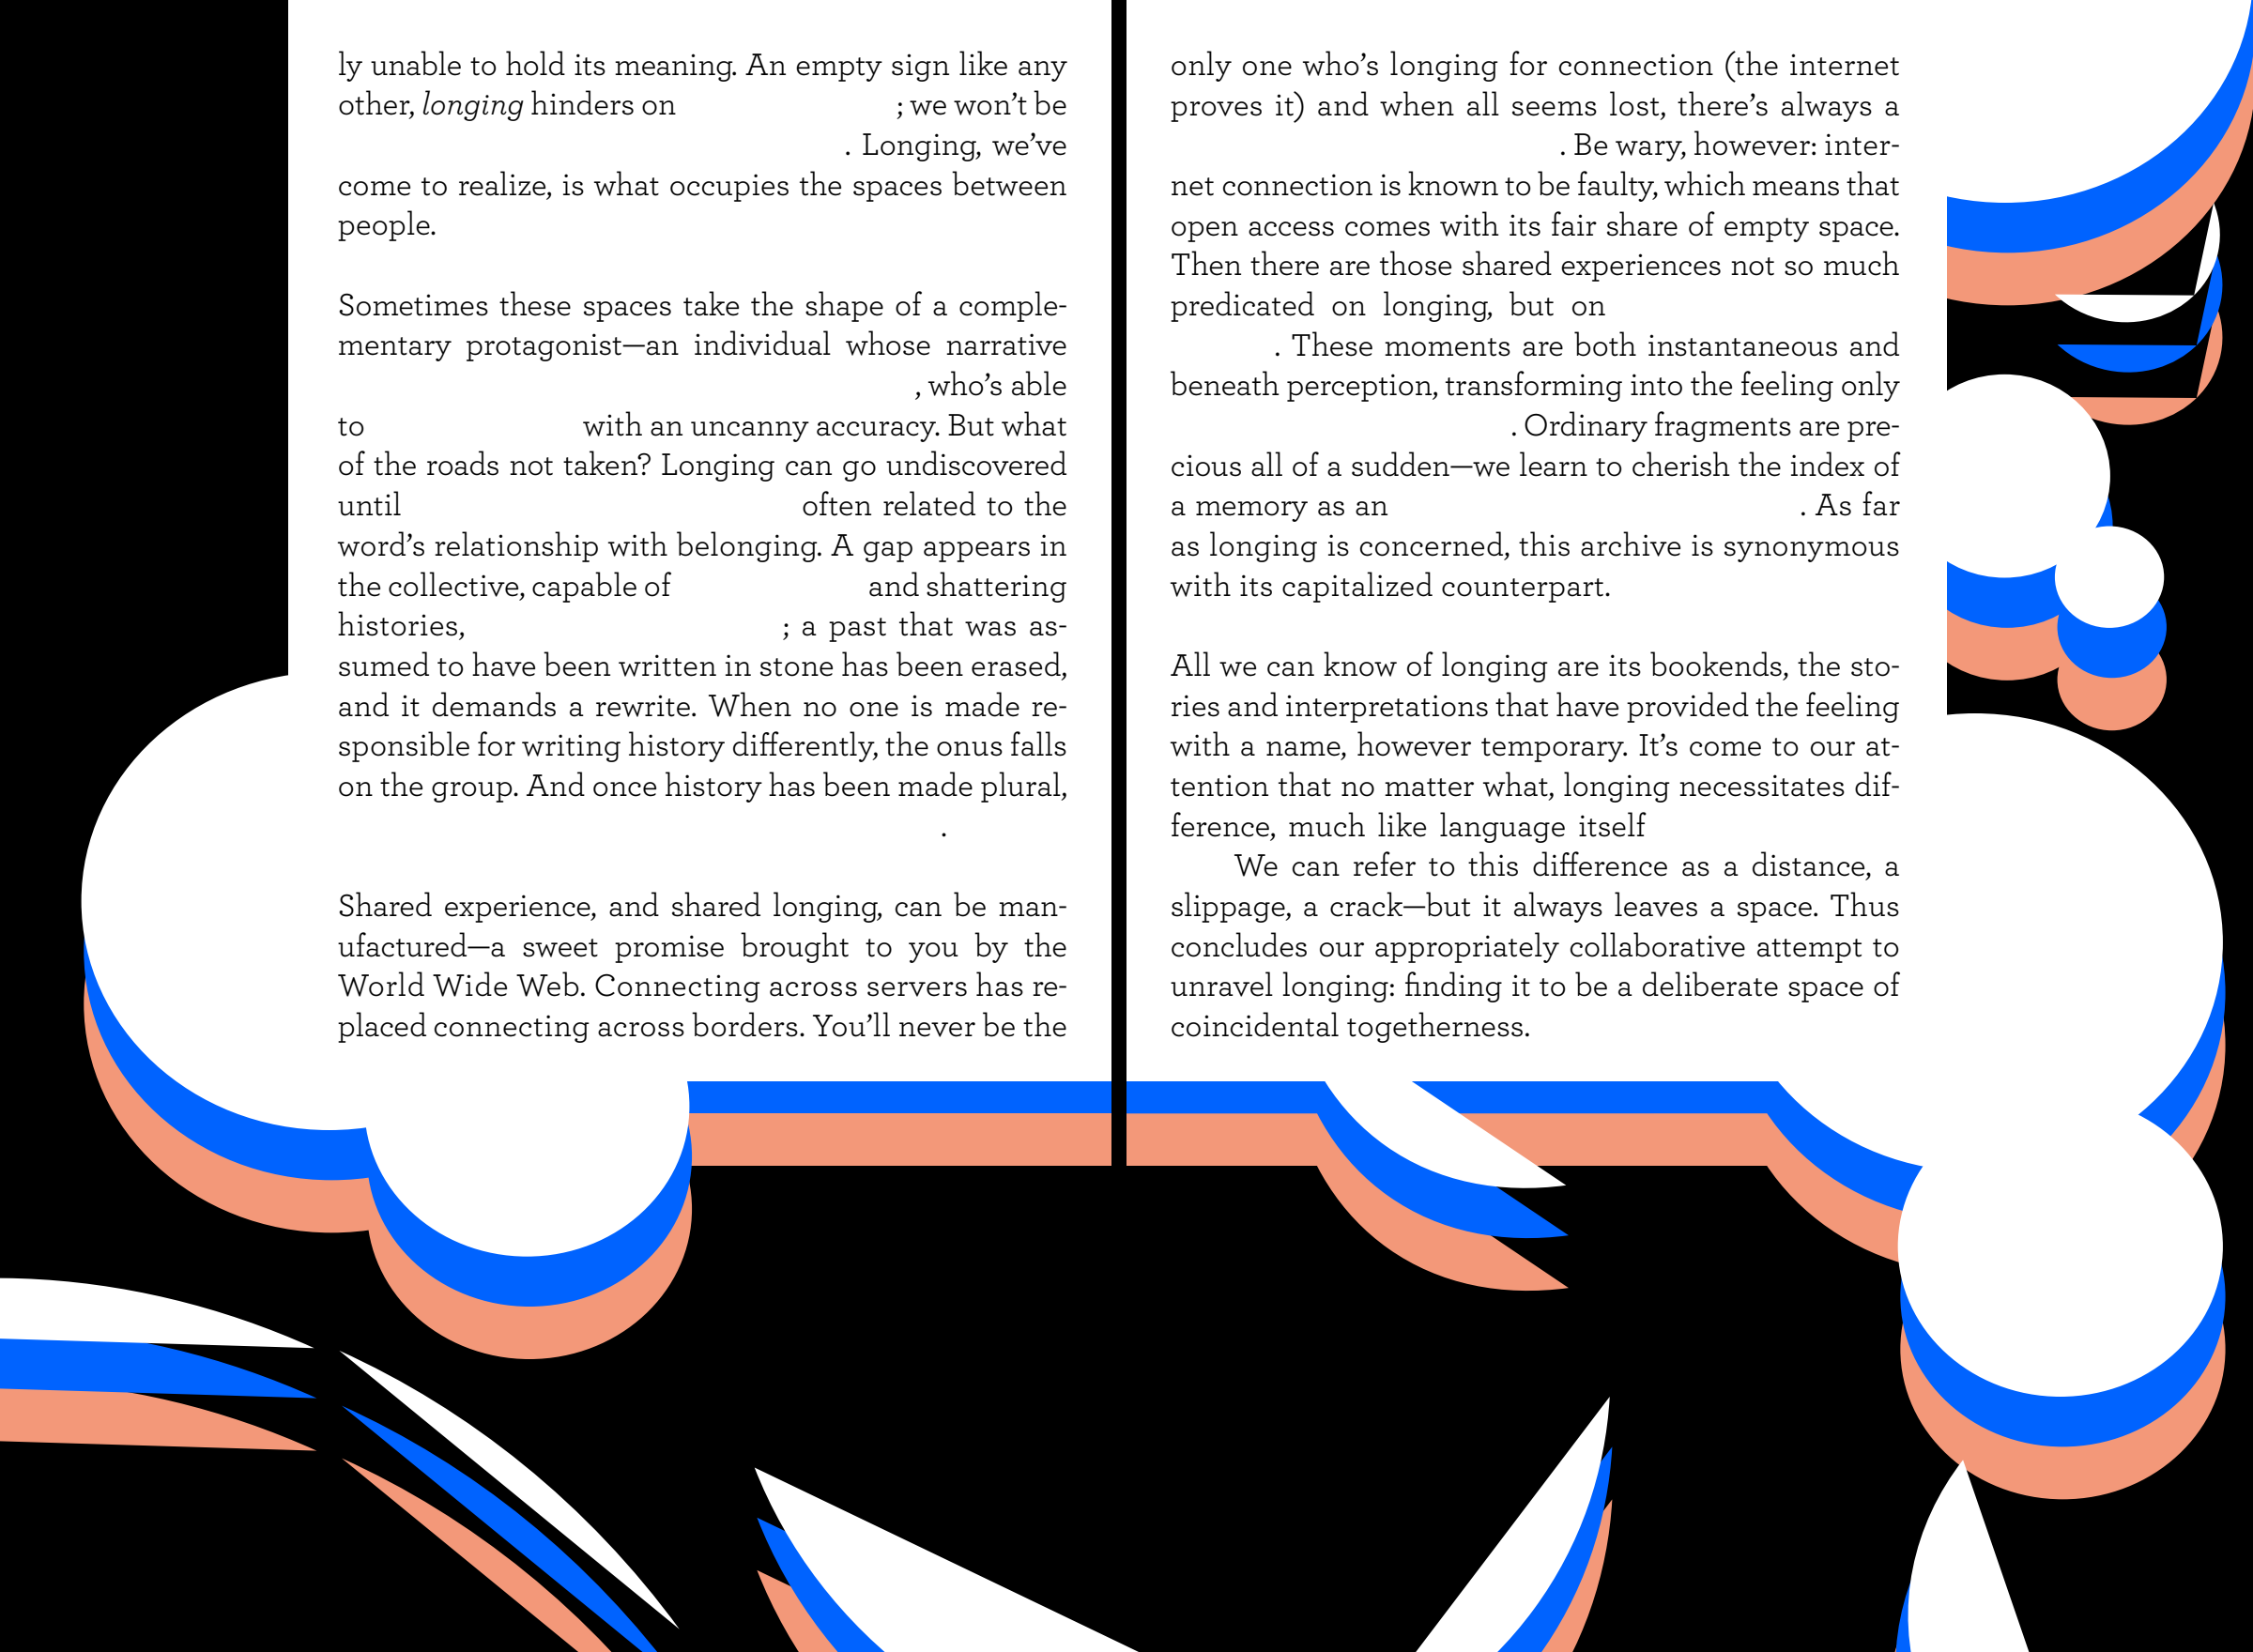 ly unable to hold its meaning. An empty sign like any
other, longing hinders on ; we won’t be
. Longing, we’ve
come to realize, is what occupies the spaces between
people.
Sometimes these spaces take the shape of a comple-
mentary protagonist—an individual whose narrative
, who’s able
to with an uncanny accuracy. But what
of the roads not taken? Longing can go undiscovered
until often related to the
word’s relationship with belonging. A gap appears in
the collective, capable of and shattering
histories, ; a past that was as-
sumed to have been written in stone has been erased,
and it demands a rewrite. When no one is made re-
sponsible for writing history differently, the onus falls
on the group. And once history has been made plural,
.
Shared experience, and shared longing, can be man-
ufactured—a sweet promise brought to you by the
World Wide Web. Connecting across servers has re-
placed connecting across borders. You’ll never be the
only one who’s longing for connection (the internet
proves it) and when all seems lost, there’s always a
. Be wary, however: inter-
net connection is known to be faulty, which means that
open access comes with its fair share of empty space.
Then there are those shared experiences not so much
predicated on longing, but on
. These moments are both instantaneous and
beneath perception, transforming into the feeling only
. Ordinary fragments are pre-
cious all of a sudden—we learn to cherish the index of
a memory as an . As far
as longing is concerned, this archive is synonymous
with its capitalized counterpart.
All we can know of longing are its bookends, the sto-
ries and interpretations that have provided the feeling
with a name, however temporary. It’s come to our at-
tention that no matter what, longing necessitates dif-
ference, much like language itself
We can refer to this difference as a distance, a
slippage, a crack—but it always leaves a space. Thus
concludes our appropriately collaborative attempt to
unravel longing: finding it to be a deliberate space of
coincidental togetherness.